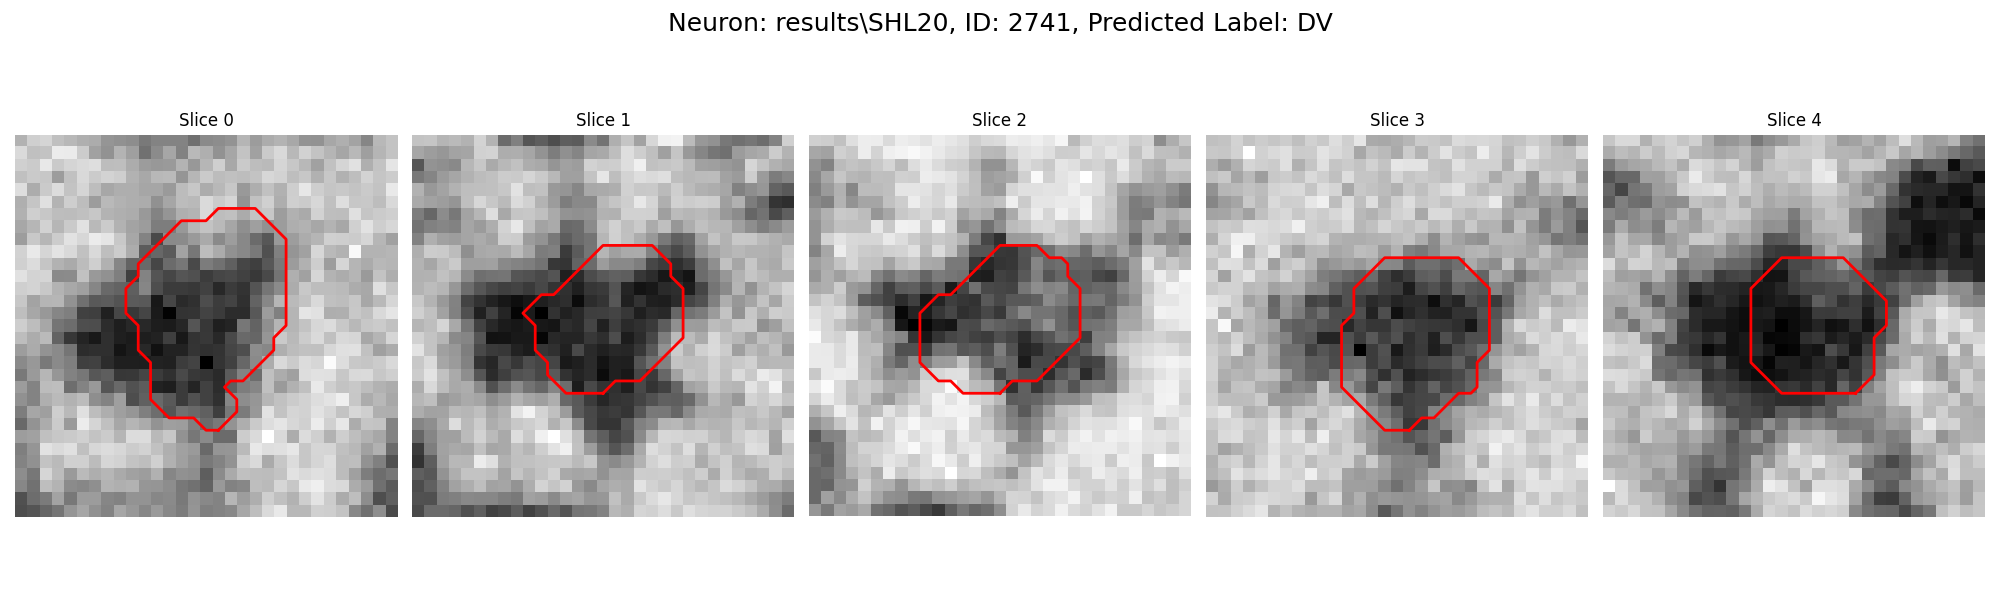 Neuron: results\SHL20, ID: 2741, Predicted Label: DV
Slice 0
Slice 1
Slice 2
Slice 3
Slice 4